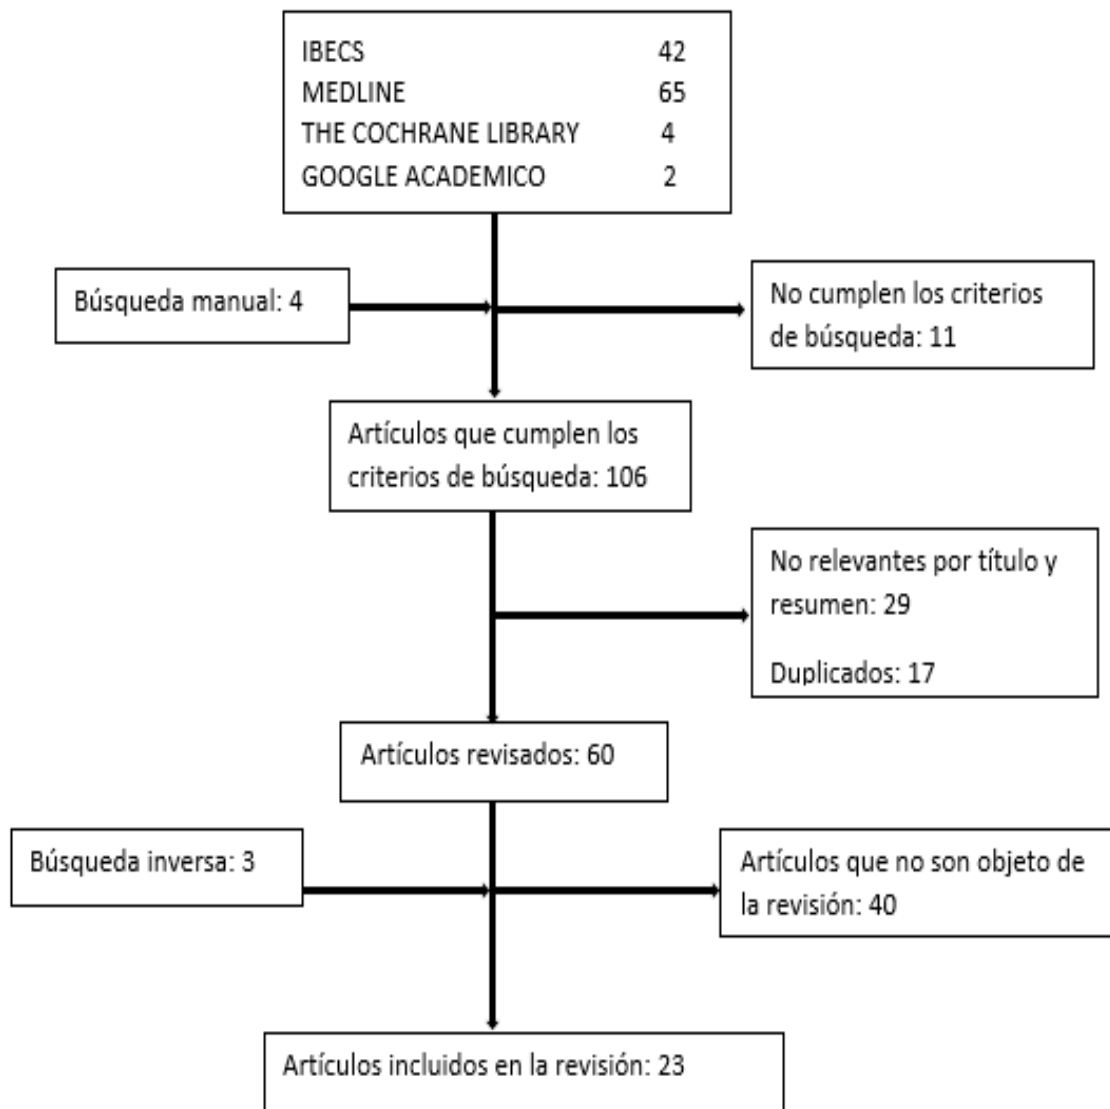 IBECS 42
MEDLINE 65
THE COCHRANE LIBRARY 4
GOOGLE ACADEMICO 2
Búsqueda manual: 4
No cumplen los criterios
de búsqueda: 11
Artículos que cumplen los
criterios de búsqueda: 106
No relevantes por título y
resumen: 29
Duplicados: 17
Artículos revisados: 60
Búsqueda inversa: 3
Artículos que no son objeto de
la revisión: 40
Artículos incluidos en la revisión: 23